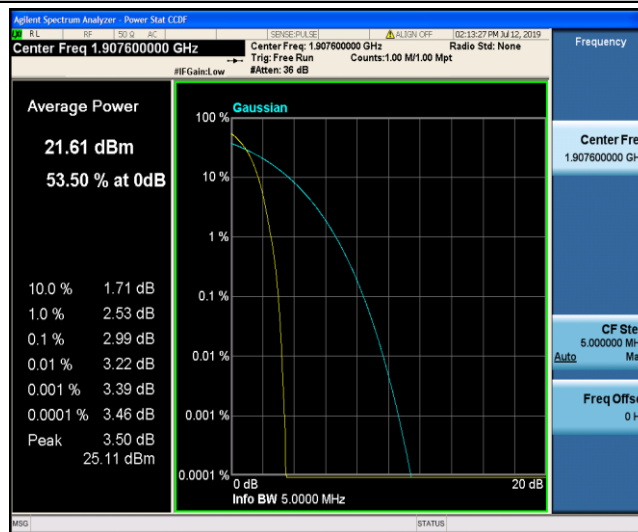 Agilent Spectrum Analyzer - Power Stat CCDF
RL RF 50 Ω AC SENSE:PULSE ALIGN OFF 02:13:27 PM Jul 12, 2019
Center Freq 1.907600000 GHz
Center Freq: 1.907600000 GHz Radio Std: None
Trig: Free Run Counts:1.00 M/1.00 Mpt
#IFGain:Low #Atten: 36 dB
Frequency
Average Power
21.61 dBm
53.50 % at 0dB
10.0 % 1.71 dB
1.0 % 2.53 dB
0.1 % 2.99 dB
0.01 % 3.22 dB
0.001 % 3.39 dB
0.0001 % 3.46 dB
Peak 3.50 dB
25.11 dBm
Gaussian
100 %
10 %
1 %
0.1 %
0.01 %
0.001 %
0.0001 %
0 dB 20 dB
Info BW 5.0000 MHz
Center Fre
1.907600000 GH
CF Ste
5.000000 MH
Auto Ma
Freq Offs
0 H
MSG STATUS